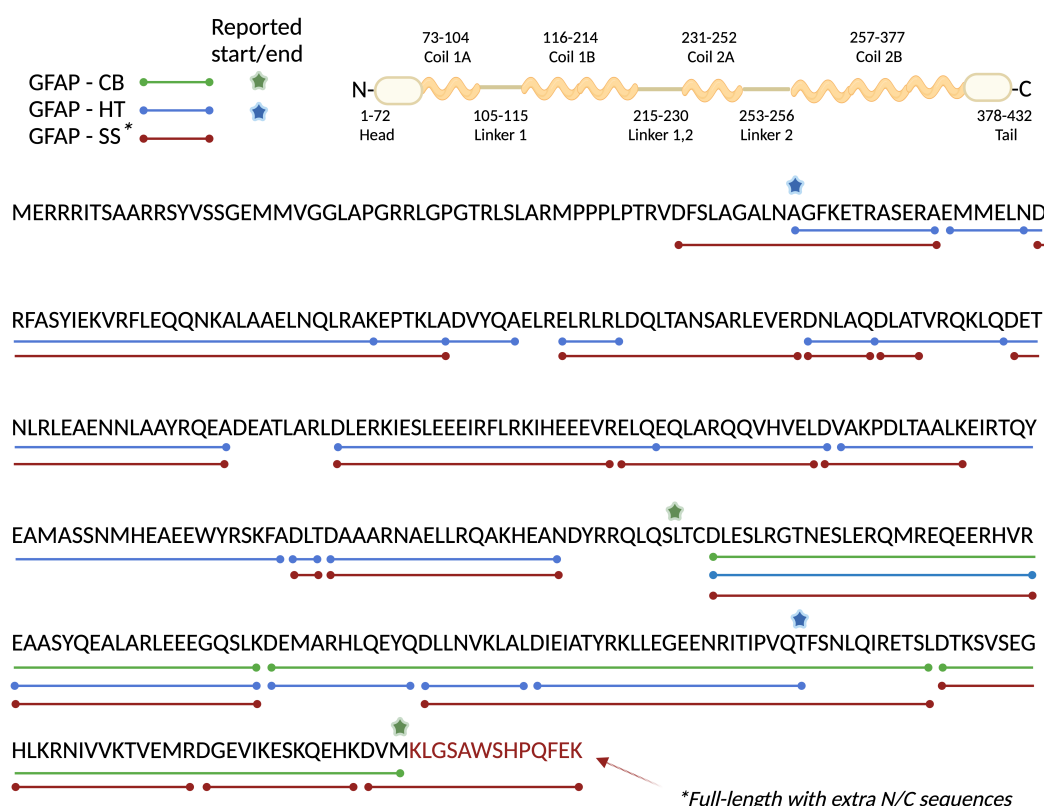 Reported
start/end
GFAP - CB
GFAP - HT
GFAP - SS*
73-104
Coil 1A
116-214
Coil 1B
231-252
Coil 2A
257-377
Coil 2B
N-
-C
1-72
Head
105-115
Linker 1
215-230
Linker 1,2
253-256
Linker 2
378-432
Tail
MERRRITSAARRSYVSSGEMMVGGLAPGRRLGPGTRLSLARMPPPLPTRVDFSLAGALNAGFKETRASERAEMMELND
RFASYIEKVRFLEQQNKALAAELNQLRAKEPTKLADVYQAELRELRLRLDQLTANSARLEVERDNLAQDLATVRQKLQDET
NLRLEAENNLAAYRQEADEATLARLDLERKIESLEEEIRFLRKIHEEEVRELQEQLARQQVHVELDVAKPDLTAALKEIRTQY
EAMASSNMHEAEEWYRSKFADLTDAAARNAELLRQAKHEANDYRRQLQSLTCDLESLRGTNESLERQMREQEERHVR
EAASYQEALARLEEEGQSLKDEMARHLQEYQDLLNVKLALDIEIATYRKLLEGEENRITIPVQTFSNLQIRETSLDTKSVSEG
HLKRNIVVKTVEMRDGEVIKESKQEHKDVMKLGSAWSHPQFEK
*Full-length with extra N/C sequences